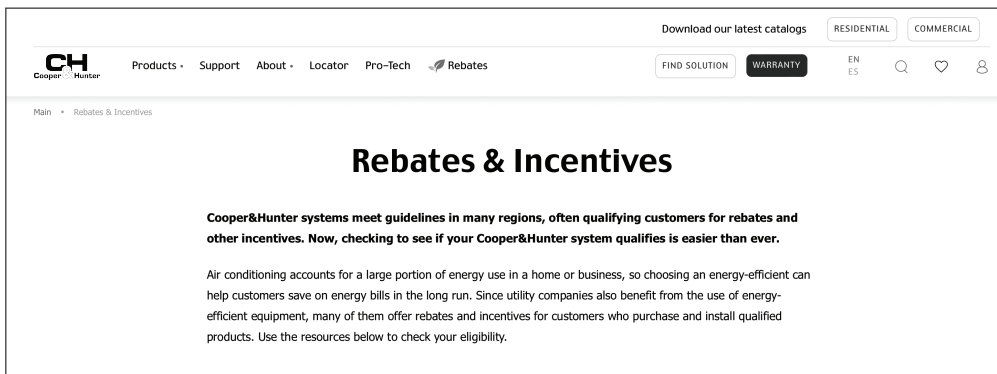 Download our latest catalogs RESIDENTIAL COMMERCIAL
CH
Cooper&Hunter
Products Support About Locator Pro-Tech Rebates FIND SOLUTION WARRANTY EN
ES
Main • Rebates & Incentives
Rebates & Incentives
Cooper&Hunter systems meet guidelines in many regions, often qualifying customers for rebates and
other incentives. Now, checking to see if your Cooper&Hunter system qualifies is easier than ever.
Air conditioning accounts for a large portion of energy use in a home or business, so choosing an energy-efficient can
help customers save on energy bills in the long run. Since utility companies also benefit from the use of energy-
efficient equipment, many of them offer rebates and incentives for customers who purchase and install qualified
products. Use the resources below to check your eligibility.